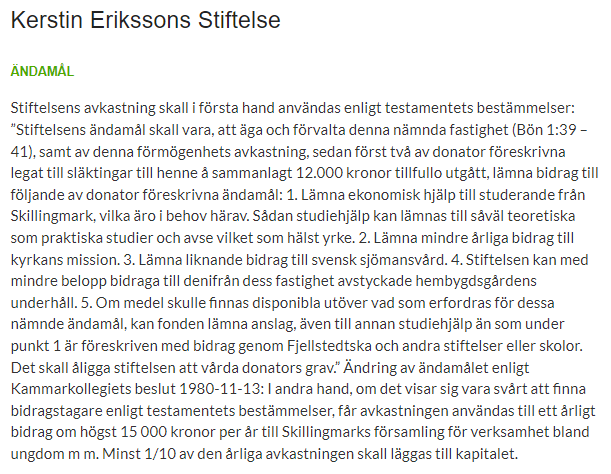 Kerstin Erikssons Stiftelse
ÄNDAMÅL
Stiftelsens avkastning skall i första hand användas enligt testamentets bestämmelser:
”Stiftelsens ändamål skall vara, att äga och förvalta denna nämnda fastighet (Bön 1:39 –
41), samt av denna förmögenhets avkastning, sedan först två av donator föreskrivna
legat till släktingar till henne å sammanlagt 12.000 kronor tillfullo utgått, lämna bidrag till
följande av donator föreskrivna ändamål: 1. Lämna ekonomisk hjälp till studerande från
Skillingmark, vilka äro i behov härav. Sådan studiehjälp kan lämnas till såväl teoretiska
som praktiska studier och avse vilket som hälst yrke. 2. Lämna mindre årliga bidrag till
kyrkans mission. 3. Lämna liknande bidrag till svensk sjömansvård. 4. Stiftelsen kan med
mindre belopp bidraga till denifrån dess fastighet avstyckade hembygdsgårdens
underhåll. 5. Om medel skulle finnas disponibla utöver vad som erfordras för dessa
nämnde ändamål, kan fonden lämna anslag, även till annan studiehjälp än som under
punkt 1 är föreskriven med bidrag genom Fjellstedtska och andra stiftelser eller skolor.
Det skall åligga stiftelsen att vårda donators grav.” Ändring av ändamålet enligt
Kammarkollegiets beslut 1980-11-13: I andra hand, om det visar sig vara svårt att finna
bidragstagare enligt testamentets bestämmelser, får avkastningen användas till ett årligt
bidrag om högst 15 000 kronor per år till Skillingmarks församling för verksamhet bland
ungdom m m. Minst 1/10 av den årliga avkastningen skall läggas till kapitalet.